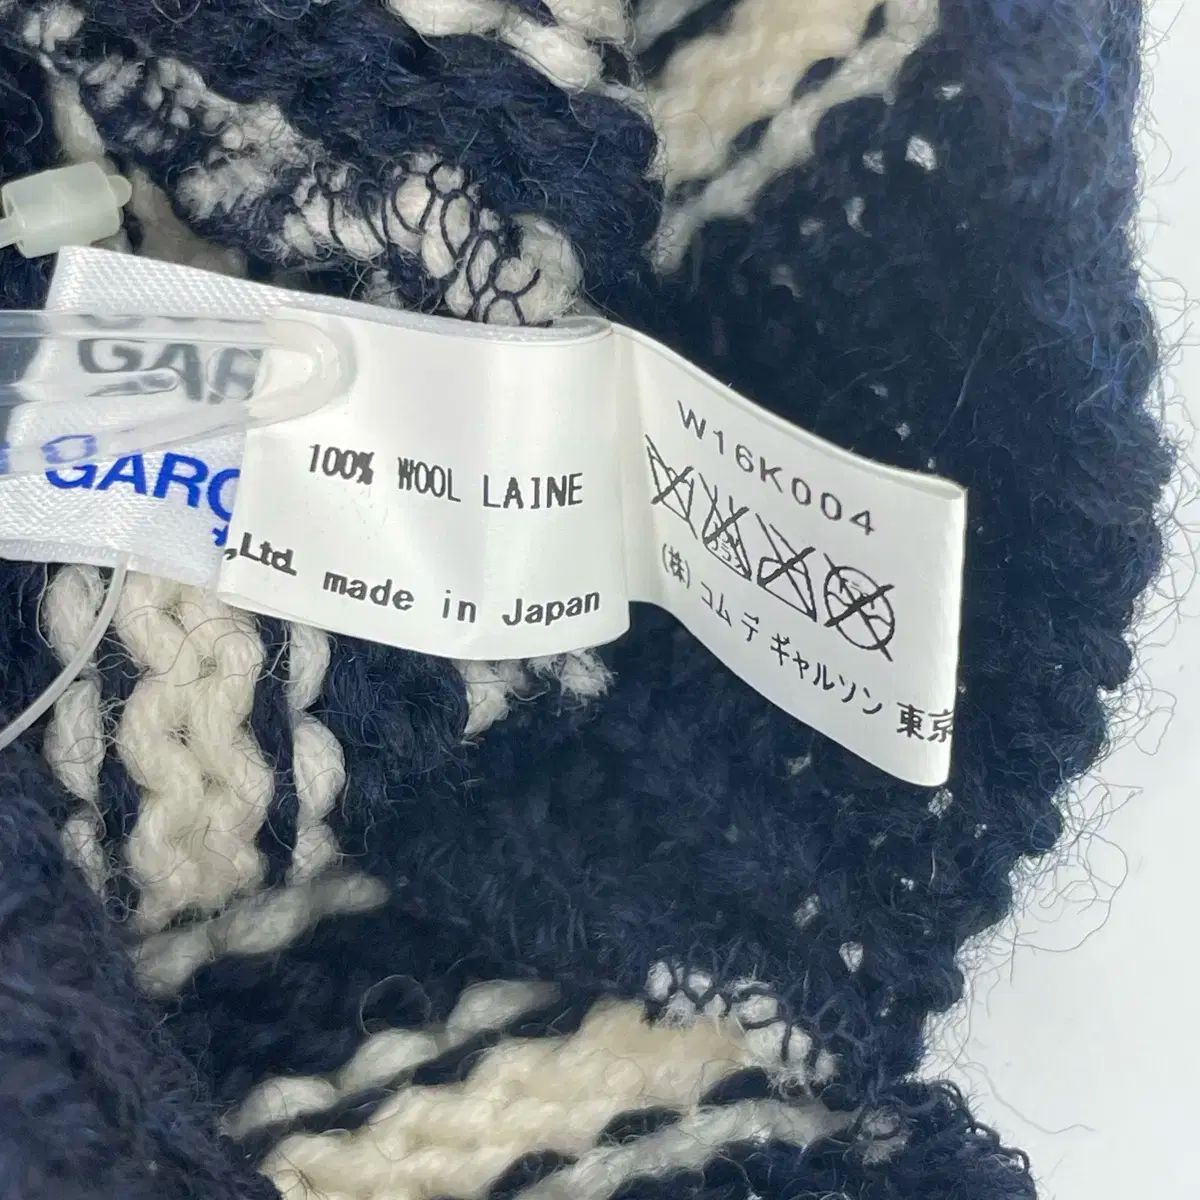 GAR
GARÇ
100% WOOL LAINE
,Ltd. made in Japan
W16K004
(株) コム デ ギャルソン 東京